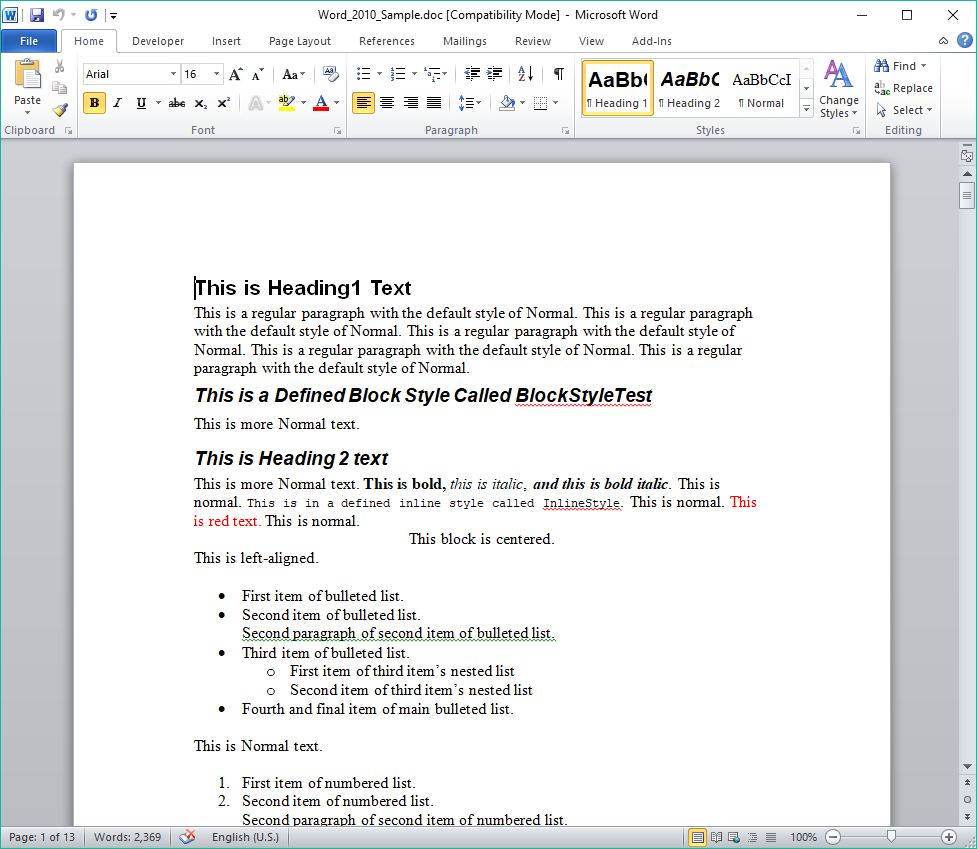 Word_2010_Sample.doc [Compatibility Mode] - Microsoft Word
File Home Developer Insert Page Layout References Mailings Review View Add-Ins
Paste
Clipboard
Arial 16
Aa
B I U abc x₂ x²
Font
Paragraph
AaBb( AaBbC AaBbCcI
¶ Heading 1 ¶ Heading 2 ¶ Normal
Change Styles
Styles
Find
Replace
Select
Editing
This is Heading1 Text
This is a regular paragraph with the default style of Normal. This is a regular paragraph
with the default style of Normal. This is a regular paragraph with the default style of
Normal. This is a regular paragraph with the default style of Normal. This is a regular
paragraph with the default style of Normal.
This is a Defined Block Style Called BlockStyleTest
This is more Normal text.
This is Heading 2 text
This is more Normal text. This is bold, this is italic, and this is bold italic. This is
normal. This is in a defined inline style called InlineStyle. This is normal. This
is red text. This is normal.
This block is centered.
This is left-aligned.
• First item of bulleted list.
• Second item of bulleted list.
Second paragraph of second item of bulleted list.
• Third item of bulleted list.
o First item of third item’s nested list
o Second item of third item’s nested list
• Fourth and final item of main bulleted list.
This is Normal text.
1. First item of numbered list.
2. Second item of numbered list.
Second paragraph of second item of numbered list.
Page: 1 of 13 Words: 2,369 English (U.S.) 100%